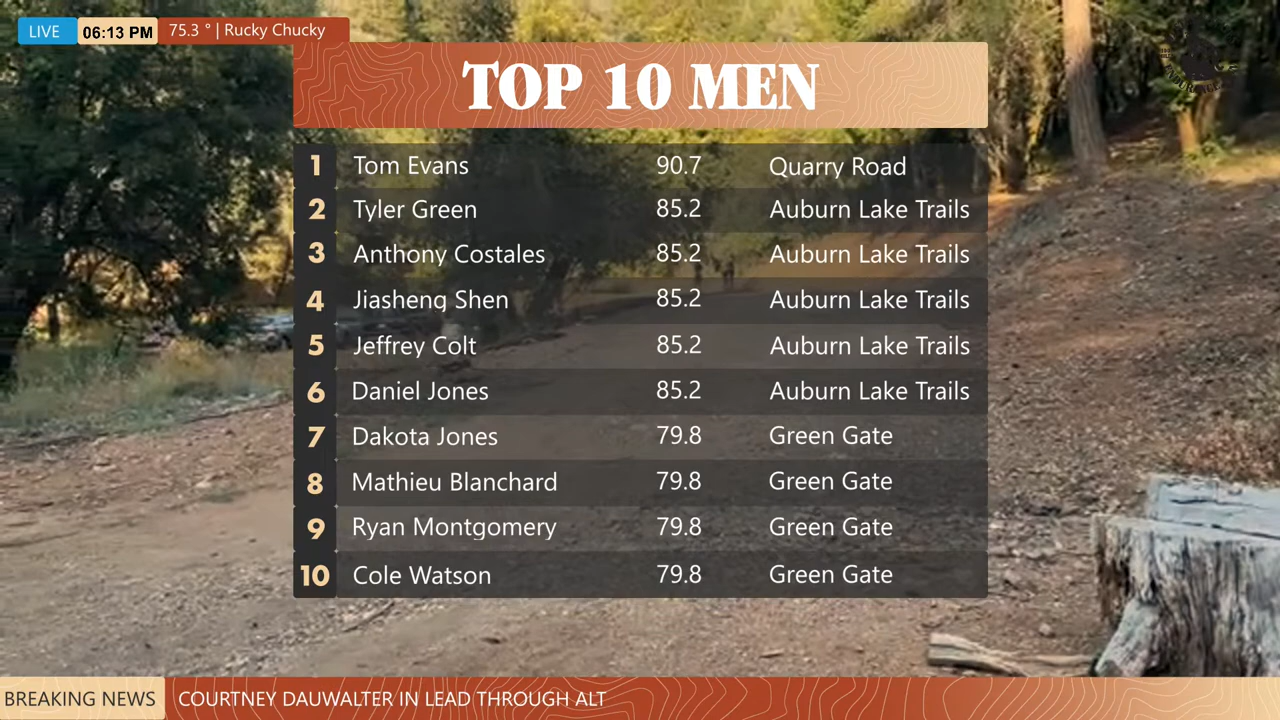 LIVE 06:13 PM 75.3 ° | Rucky Chucky
TOP 10 MEN
1 Tom Evans 90.7 Quarry Road
2 Tyler Green 85.2 Auburn Lake Trails
3 Anthony Costales 85.2 Auburn Lake Trails
4 Jiasheng Shen 85.2 Auburn Lake Trails
5 Jeffrey Colt 85.2 Auburn Lake Trails
6 Daniel Jones 85.2 Auburn Lake Trails
7 Dakota Jones 79.8 Green Gate
8 Mathieu Blanchard 79.8 Green Gate
9 Ryan Montgomery 79.8 Green Gate
10 Cole Watson 79.8 Green Gate
BREAKING NEWS COURTNEY DAUWALTER IN LEAD THROUGH ALT